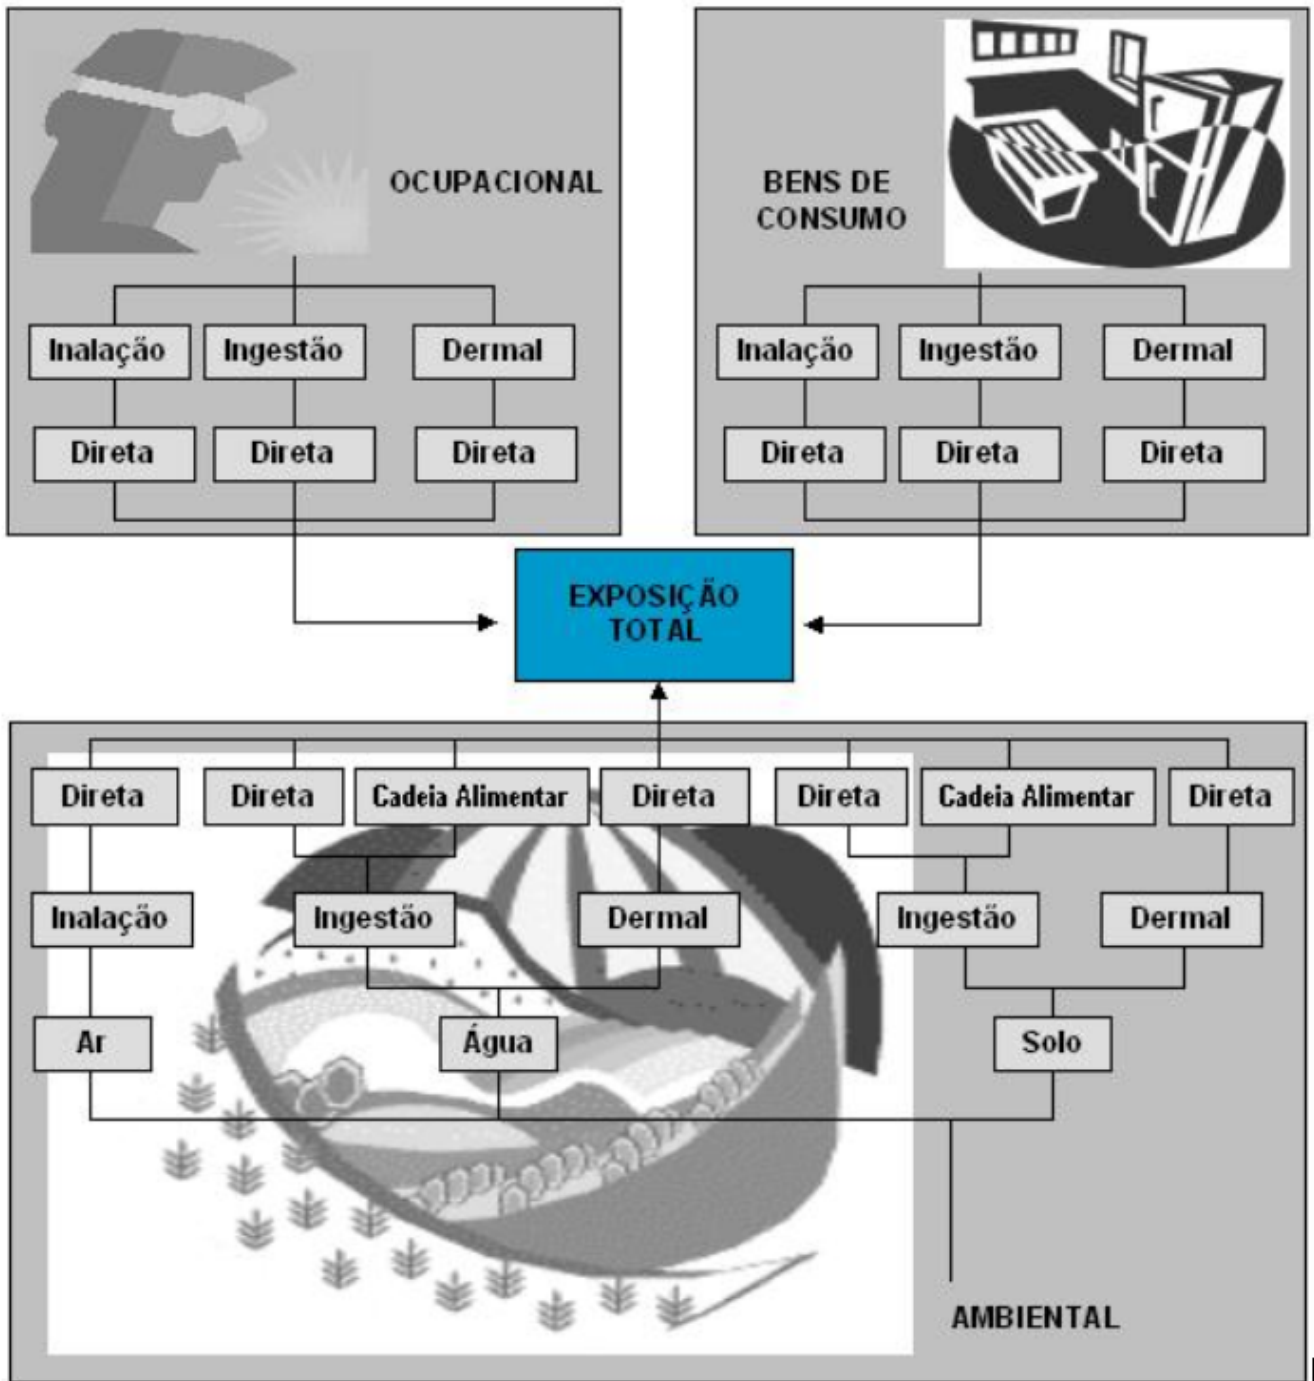 OCUPACIONAL
Inalação Ingestão Dermal
Direta Direta Direta
BENS DE
CONSUMO
Inalação Ingestão Dermal
Direta Direta Direta
EXPOSIÇÃO
TOTAL
Direta Direta Cadeia Alimentar Direta Direta Cadeia Alimentar Direta
Inalação Ingestão Dermal Ingestão Dermal
Ar Água Solo
AMBIENTAL